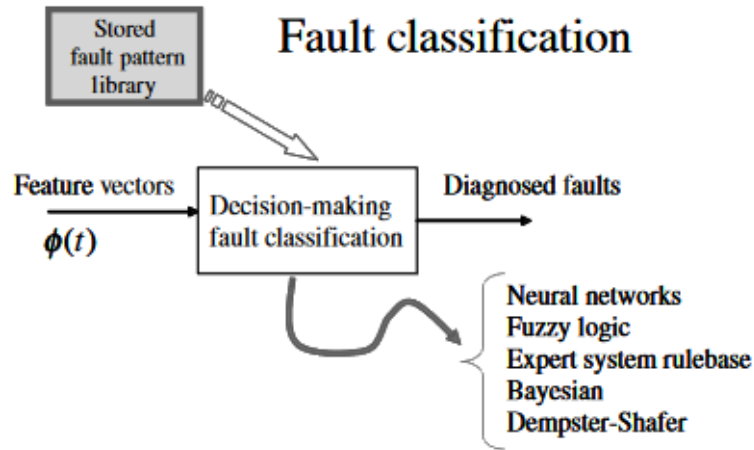 Stored
fault pattern
library
Fault classification
Feature vectors
ϕ(t)
Decision-making
fault classification
Diagnosed faults
Neural networks
Fuzzy logic
Expert system rulebase
Bayesian
Dempster-Shafer